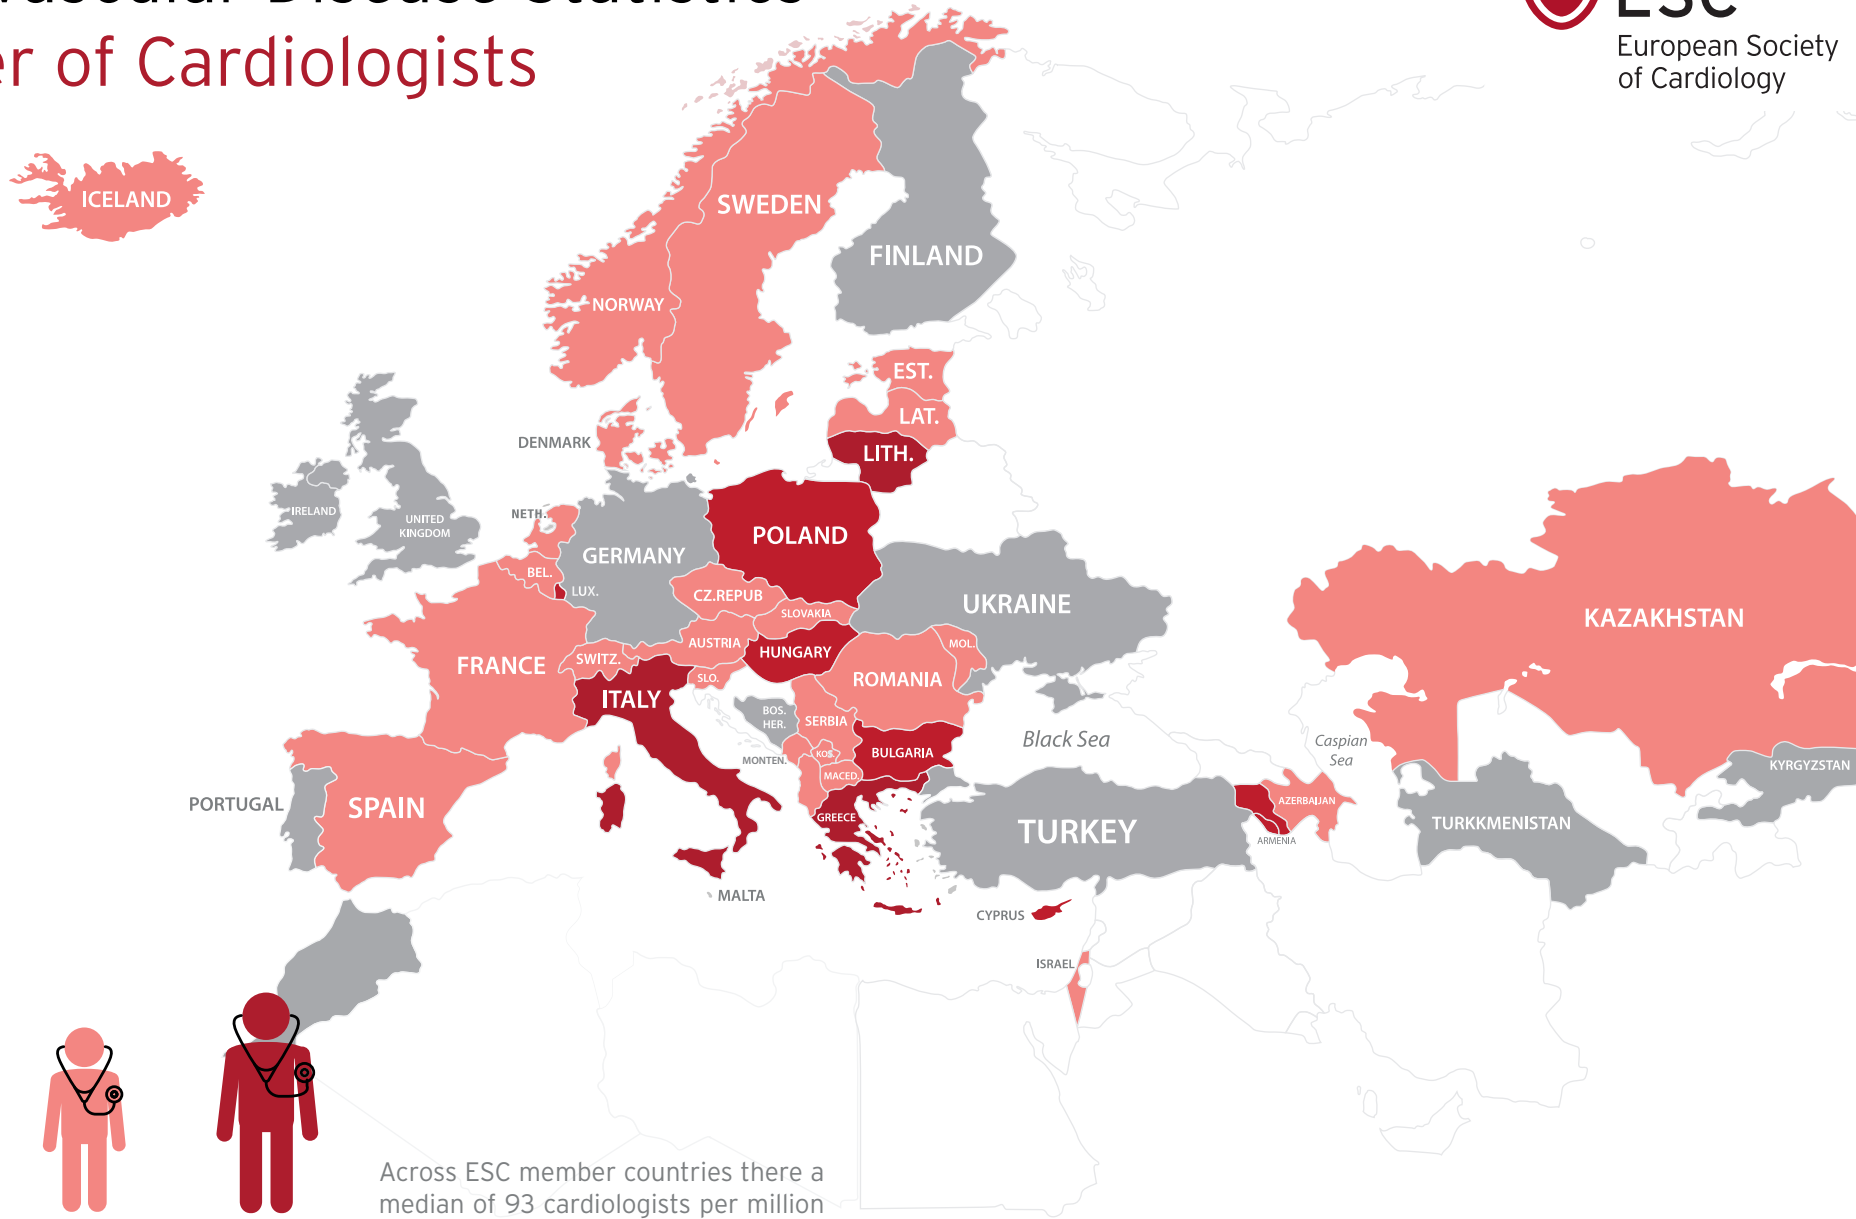 er of Cardiologists
European Society
of Cardiology
ICELAND
SWEDEN
FINLAND
NORWAY
EST.
LAT.
DENMARK
LITH.
IRELAND
UNITED
KINGDOM
NETH.
POLAND
GERMANY
BEL.
LUX.
CZ.REPUB
SLOVAKIA
UKRAINE
KAZAKHSTAN
AUSTRIA
HUNGARY
MOL.
FRANCE
SWITZ.
SLO.
ROMANIA
ITALY
BOS.
HER.
SERBIA
BULGARIA
Black Sea
Caspian
Sea
MONTEN.
KOS.
MACED.
KYRGYZSTAN
PORTUGAL
SPAIN
GREECE
TURKEY
AZERBAIJAN
ARMENIA
TURKKMENISTAN
MALTA
CYPRUS
ISRAEL
Across ESC member countries there a
median of 93 cardiologists per million